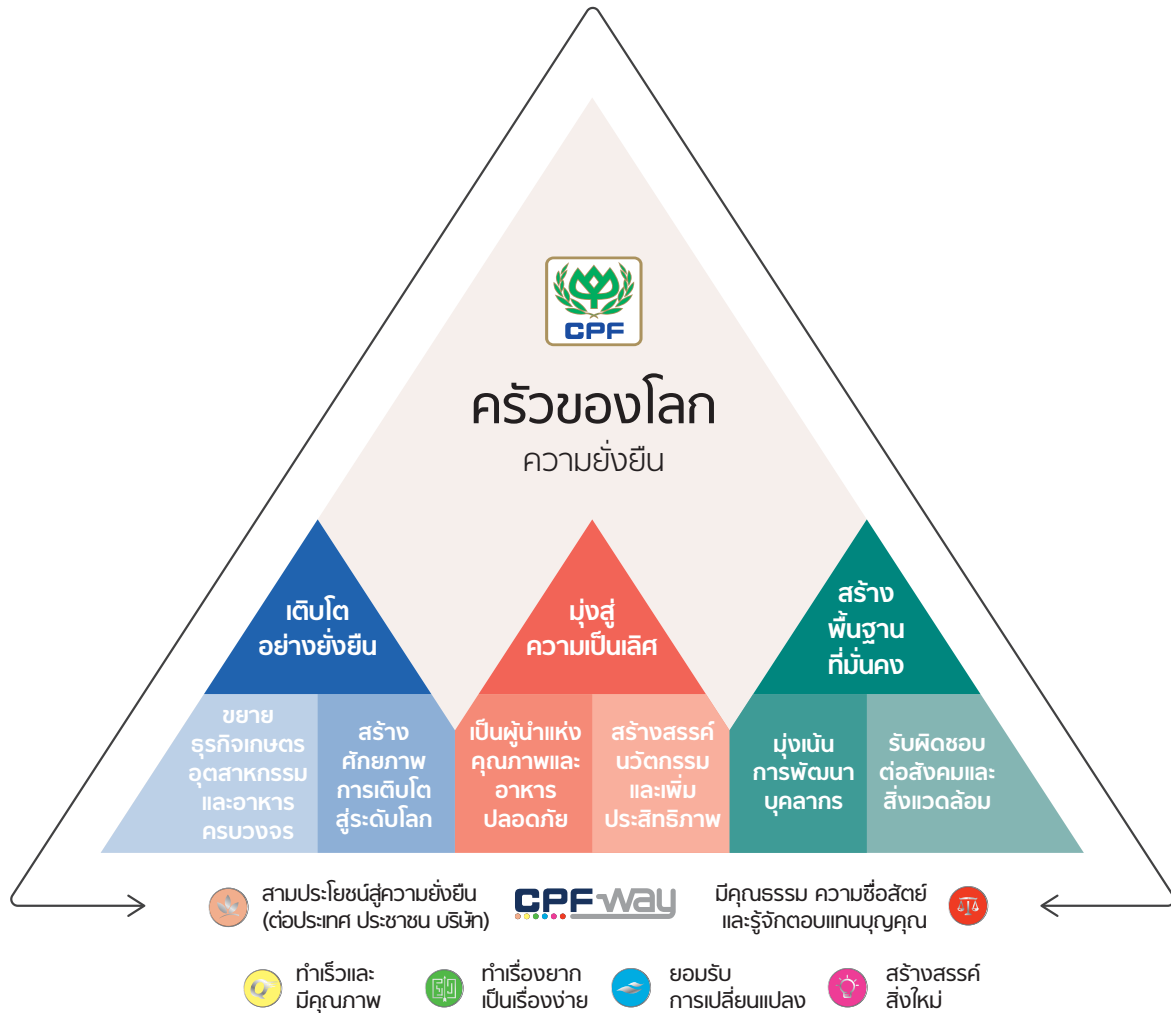 CPF
ครัวของโลก
ความยั่งยืน
เติบโต
อย่างยั่งยืน
มุ่งสู่
ความเป็นเลิศ
สร้าง
พื้นฐาน
ที่มั่นคง
ขยาย
ธุรกิจเกษตร
อุตสาหกรรม
และอาหาร
ครบวงจร
สร้าง
ศักยภาพ
การเติบโต
สู่ระดับโลก
เป็นผู้นำแห่ง
คุณภาพและ
อาหาร
ปลอดภัย
สร้างสรรค์
นวัตกรรม
และเพิ่ม
ประสิทธิภาพ
มุ่งเน้น
การพัฒนา
บุคลากร
รับผิดชอบ
ต่อสังคมและ
สิ่งแวดล้อม
สามประโยชน์สู่ความยั่งยืน
(ต่อประเทศ ประชาชน บริษัท)
CPF way
มีคุณธรรม ความซื่อสัตย์
และรู้จักตอบแทนบุญคุณ
ทำเร็วและ
มีคุณภาพ
ทำเรื่องยาก
เป็นเรื่องง่าย
ยอมรับ
การเปลี่ยนแปลง
สร้างสรรค์
สิ่งใหม่